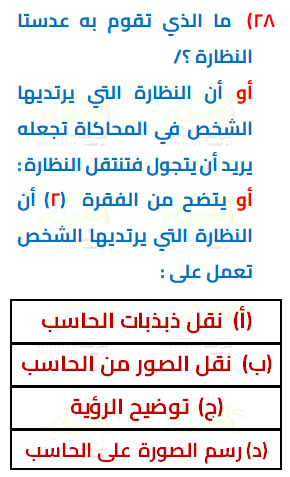 ٢٨) ما الذي تقوم به عدستا
النظارة ؟/
أو أن النظارة التي يرتديها
الشخص في المحاكاة تجعله
يريد أن يتجول فتنتقل النظارة :
أو يتضح من الفقرة (٢) أن
النظارة التي يرتديها الشخص
تعمل على :
(أ) نقل ذبذبات الحاسب
(ب) نقل الصور من الحاسب
(ج) توضيح الرؤية
(د) رسم الصورة على الحاسب